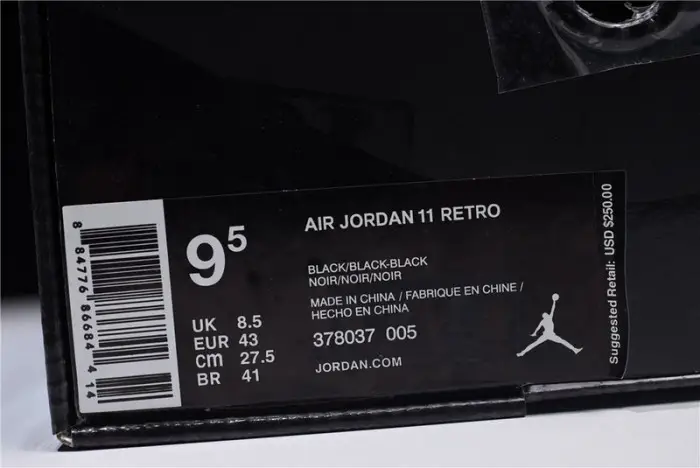 8 84776 86684 4 14
9⁵
UK 8.5
EUR 43
CM 27.5
BR 41
AIR JORDAN 11 RETRO
BLACK/BLACK-BLACK
NOIR/NOIR/NOIR
MADE IN CHINA / FABRIQUE EN CHINE /
HECHO EN CHINA
378037 005
JORDAN.COM
Suggested Retail: USD $250.00